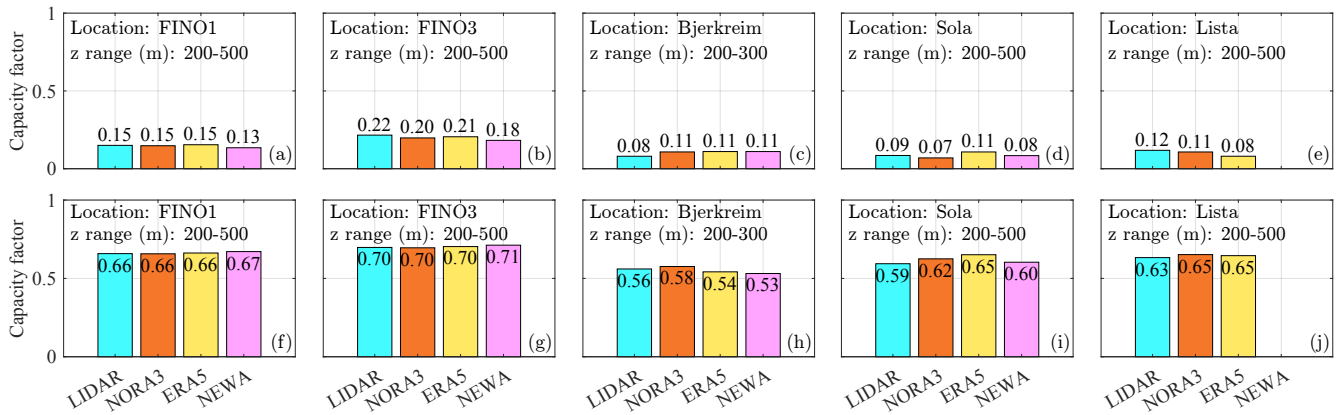 Capacity factor
1
0.5
0
Location: FINO1
z range (m): 200-500
0.15 0.15 0.15 0.13
(a)
Location: FINO3
z range (m): 200-500
0.22 0.20 0.21 0.18
(b)
Location: Bjerkreim
z range (m): 200-300
0.08 0.11 0.11 0.11
(c)
Location: Sola
z range (m): 200-500
0.09 0.07 0.11 0.08
(d)
Location: Lista
z range (m): 200-500
0.12 0.11 0.08
(e)
Capacity factor
1
0.5
0
Location: FINO1
z range (m): 200-500
0.66 0.66 0.66 0.67
(f)
LIDAR NORA3 ERA5 NEWA
Location: FINO3
z range (m): 200-500
0.70 0.70 0.70 0.71
(g)
LIDAR NORA3 ERA5 NEWA
Location: Bjerkreim
z range (m): 200-300
0.56 0.58 0.54 0.53
(h)
LIDAR NORA3 ERA5 NEWA
Location: Sola
z range (m): 200-500
0.59 0.62 0.65 0.60
(i)
LIDAR NORA3 ERA5 NEWA
Location: Lista
z range (m): 200-500
0.63 0.65 0.65
(j)
LIDAR NORA3 ERA5 NEWA